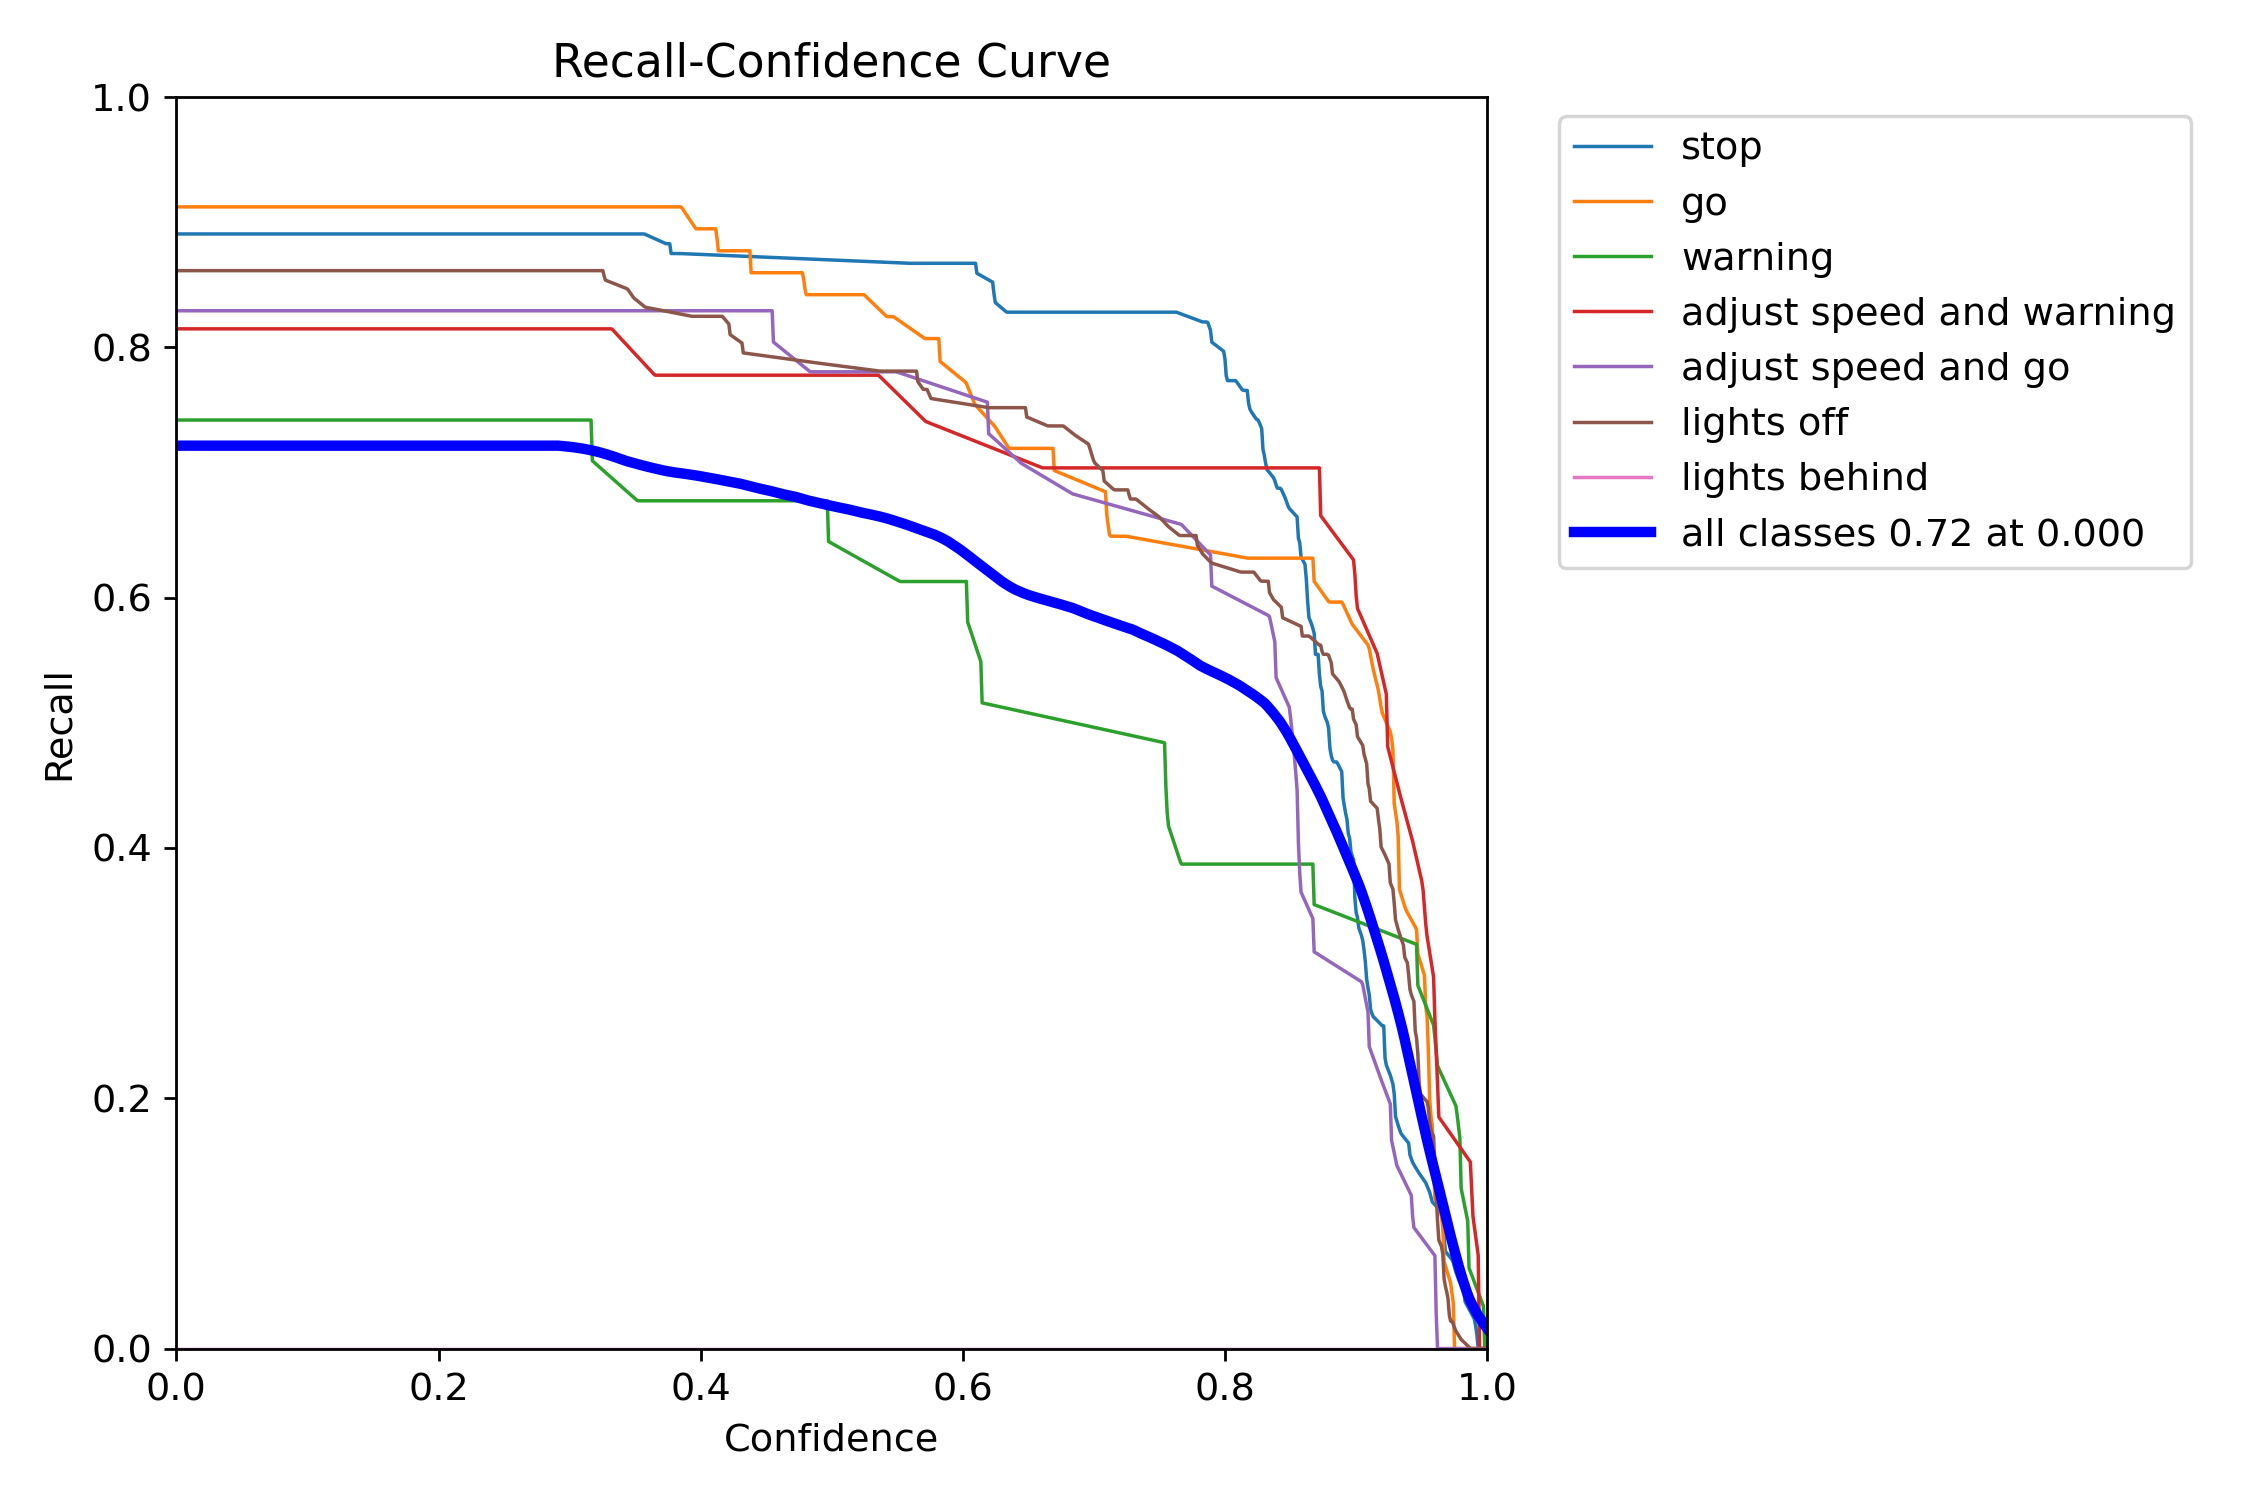 Recall-Confidence Curve
1.0
0.8
0.6
0.4
0.2
0.0
Recall
0.0 0.2 0.4 0.6 0.8 1.0
Confidence
stop
go
warning
adjust speed and warning
adjust speed and go
lights off
lights behind
all classes 0.72 at 0.000